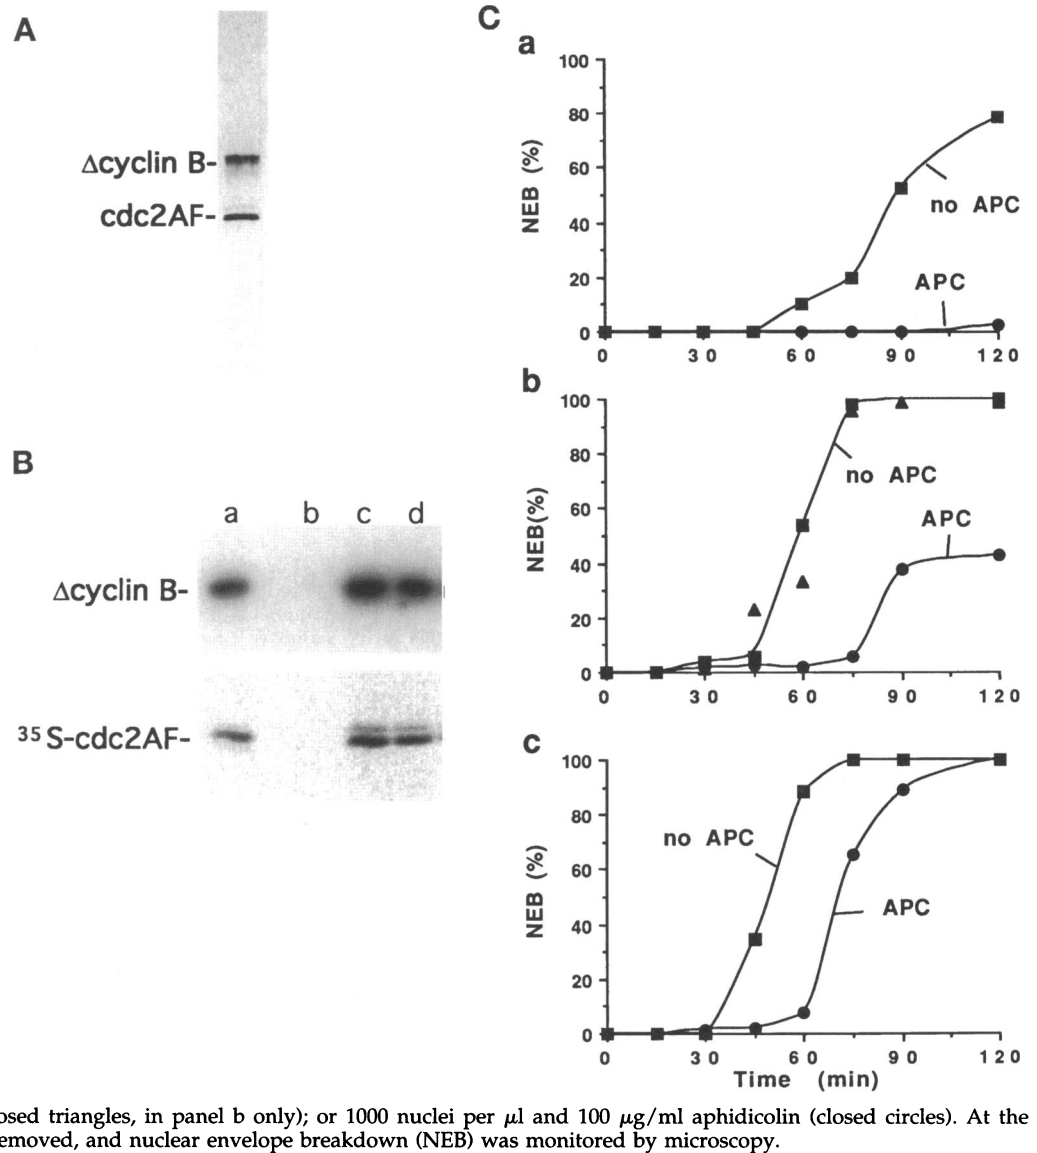 A
Δcyclin B-
cdc2AF-
B
a b c d
Δcyclin B-
35S-cdc2AF-
C
a
100
80
60
40
20
0
NEB (%)
no APC
APC
0 30 60 90 120
b
100
80
60
40
20
0
NEB(%)
no APC
APC
0 30 60 90 120
c
100
80
60
40
20
0
NEB (%)
no APC
APC
0 30 60 90 120
Time (min)
osed triangles, in panel b only); or 1000 nuclei per μl and 100 μg/ml aphidicolin (closed circles). At the
emoved, and nuclear envelope breakdown (NEB) was monitored by microscopy.